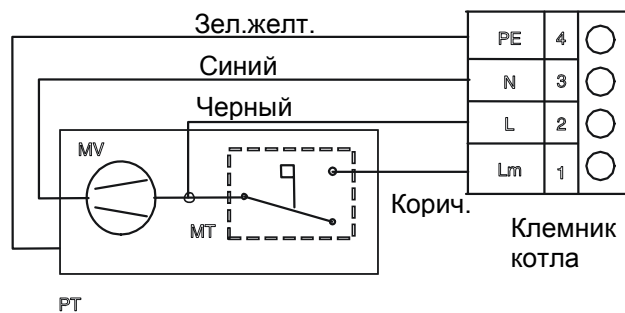 Зел.желт.
PE 4
Синий
N 3
Черный
L 2
MV
Lm 1
MT
Корич.
Клемник
котла
PT